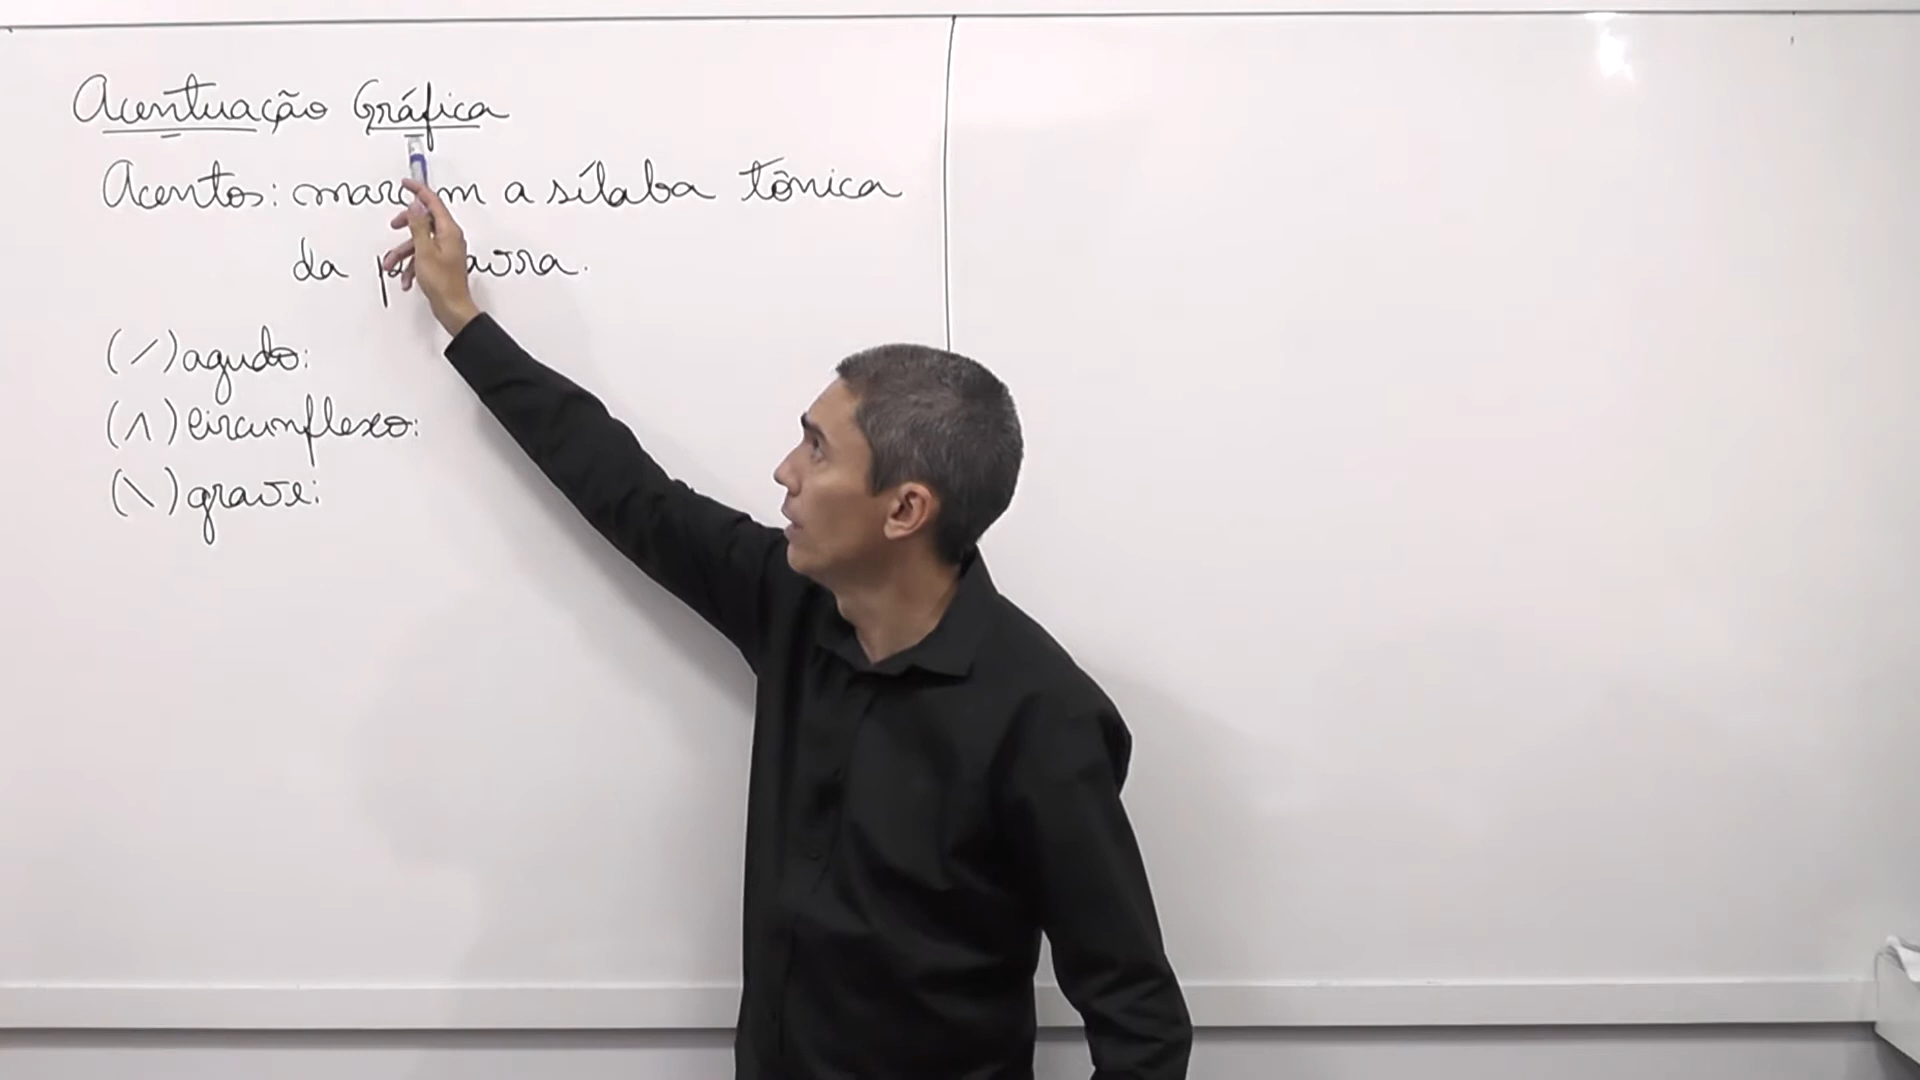 Acentuação Gráfica
Acentos: marcam a sílaba tônica
da palavra.
(/) agudo:
(^) circunflexo:
(\) grave: